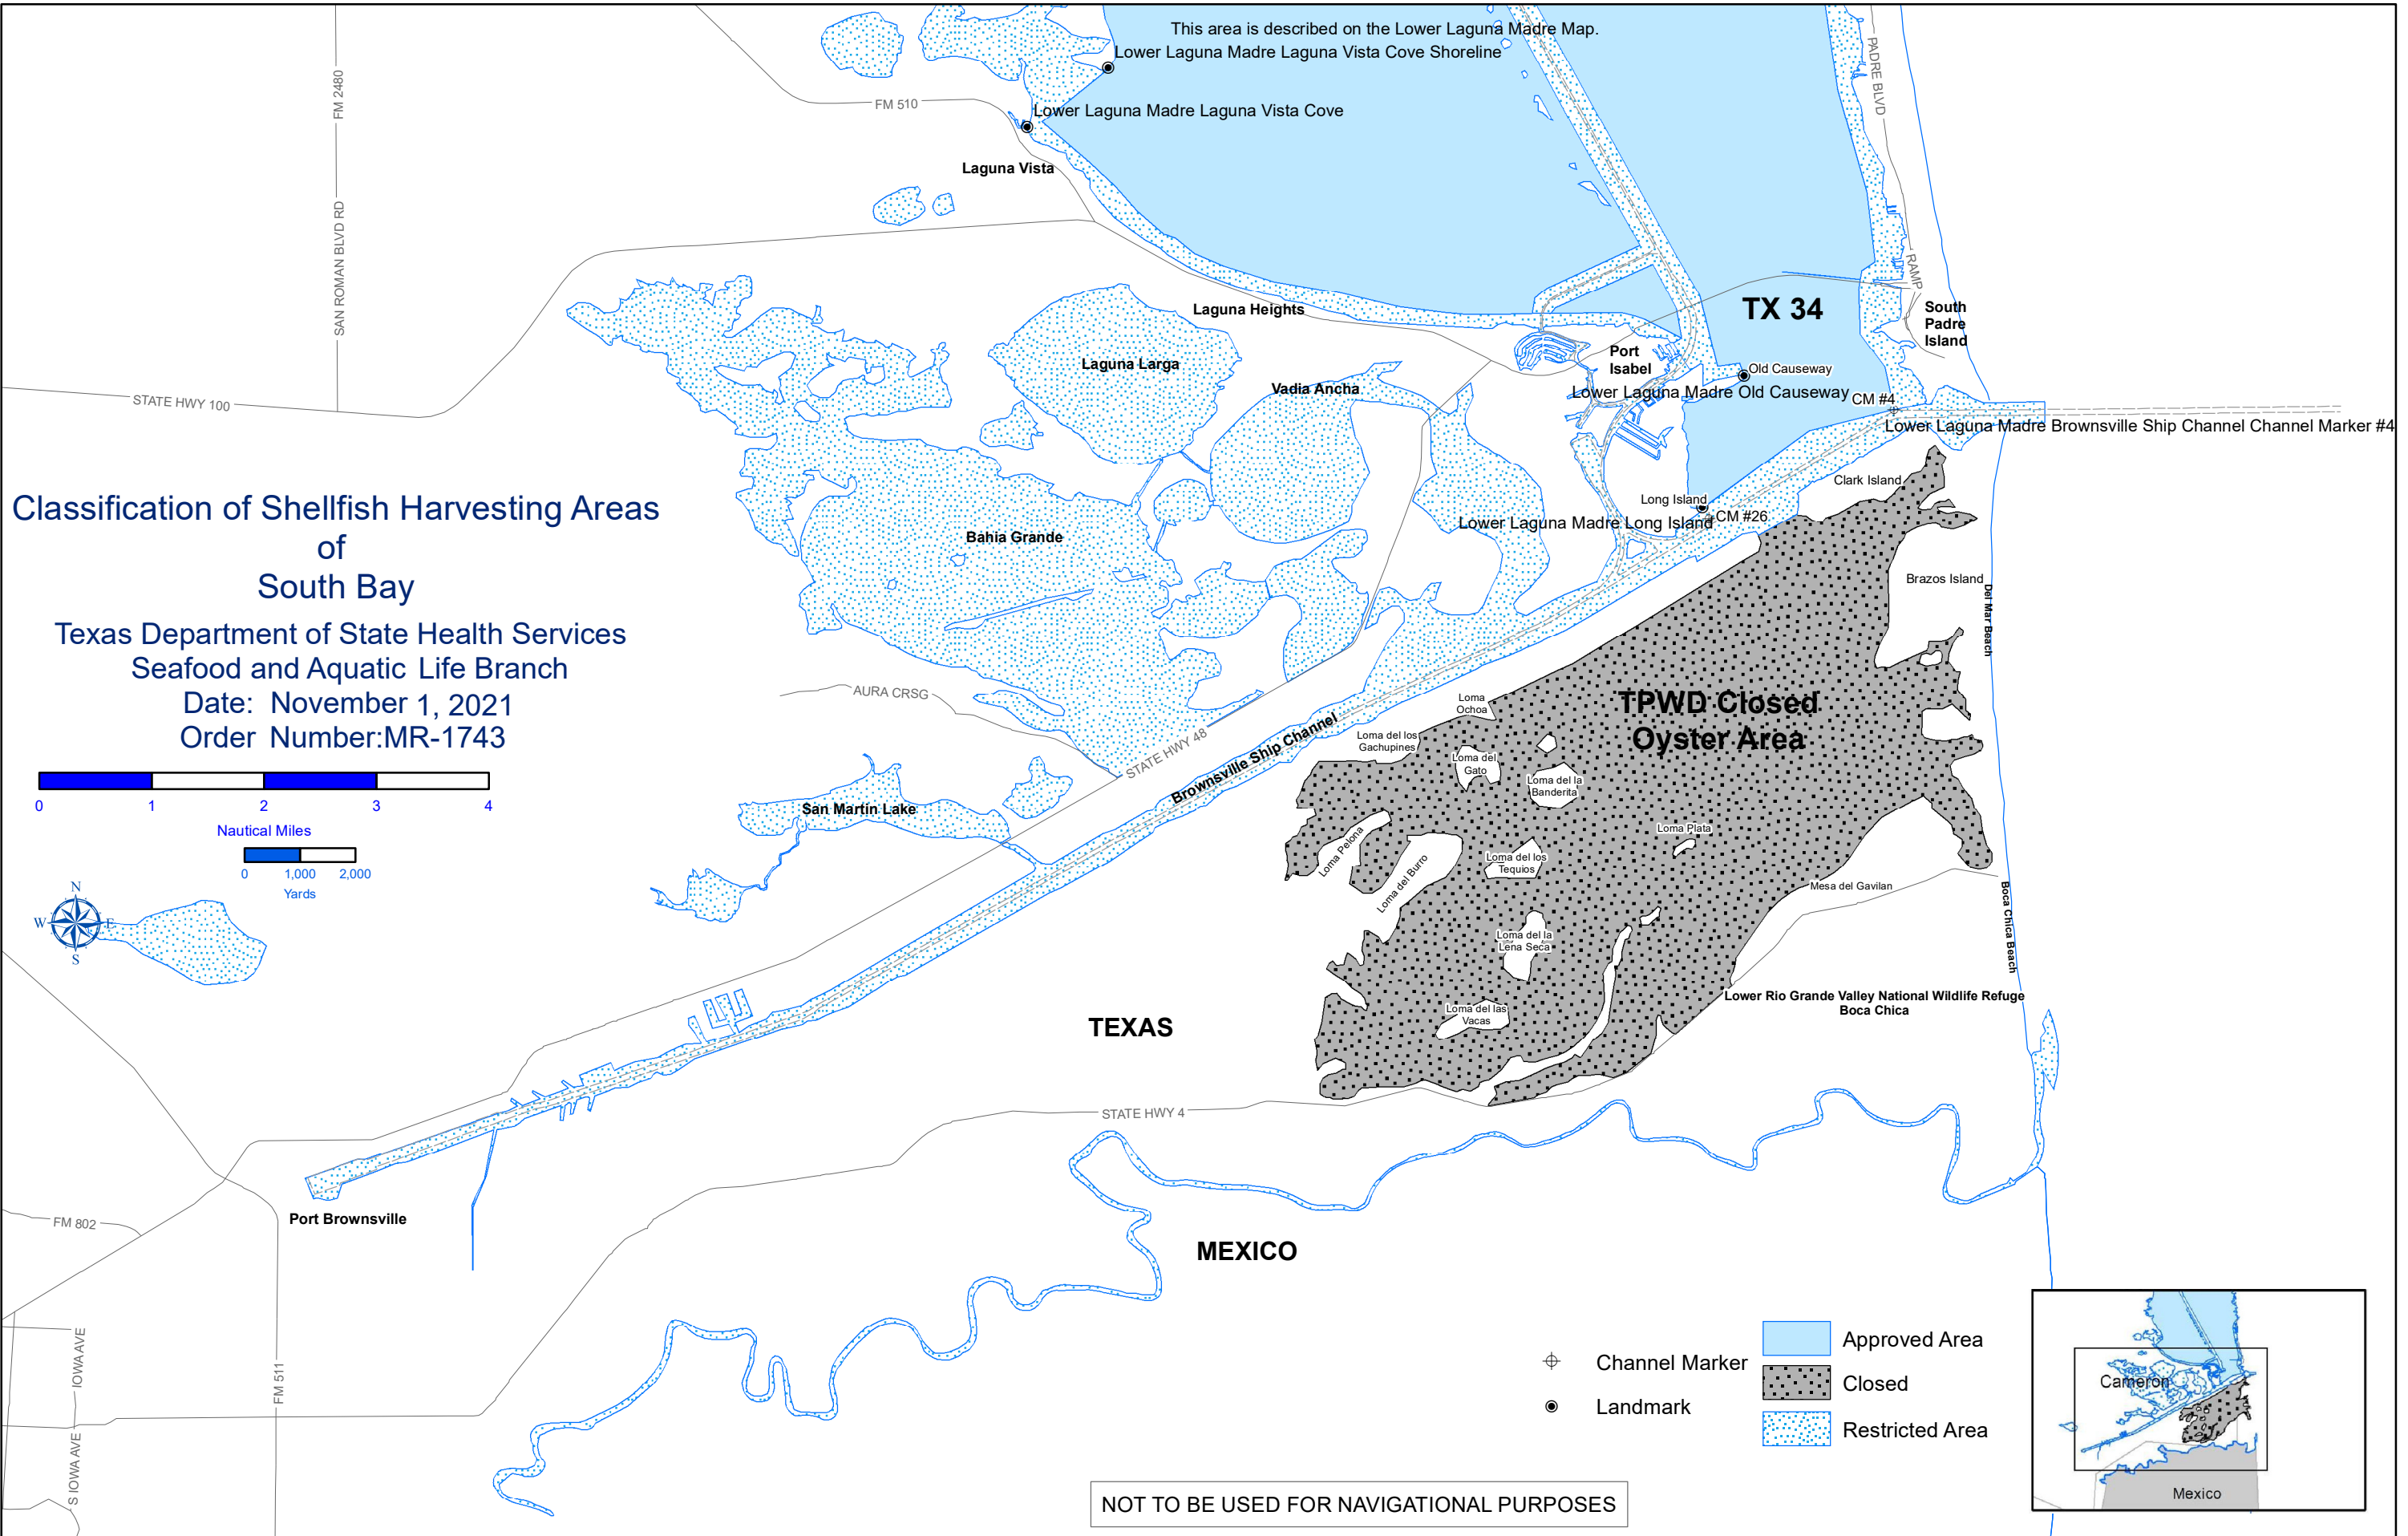 This area is described on the Lower Laguna Madre Map.
Lower Laguna Madre Laguna Vista Cove Shoreline
Lower Laguna Madre Laguna Vista Cove
FM 2480
SAN ROMAN BLVD RD
FM 510
PADRE BLVD
Laguna Vista
RAMP
TX 34
South
Padre
Island
Laguna Heights
Port
Isabel
Laguna Larga
Vadia Ancha
Old Causeway
Lower Laguna Madre Old Causeway
CM #4
Lower Laguna Madre Brownsville Ship Channel Channel Marker #4
STATE HWY 100
Clark Island
Long Island
CM #26
Lower Laguna Madre Long Island
Bahia Grande
Brazos Island
Del Mar Beach
Classification of Shellfish Harvesting Areas
of
South Bay
Texas Department of State Health Services
Seafood and Aquatic Life Branch
Date: November 1, 2021
Order Number:MR-1743
0 1 2 3 4
Nautical Miles
0 1,000 2,000
Yards
N
W E
S
AURA CRSG
STATE HWY 48
Brownsville Ship Channel
San Martin Lake
Loma
Ochoa
Loma del los
Gachupines
TPWD Closed
Oyster Area
Loma del
Gato
Loma del la
Banderita
Loma Plata
Loma Pelona
Loma del Burro
Loma del los
Tequios
Mesa del Gavilan
Boca Chica Beach
Loma del la
Lena Seca
Loma del las
Vacas
Lower Rio Grande Valley National Wildlife Refuge
Boca Chica
TEXAS
STATE HWY 4
Port Brownsville
FM 802
MEXICO
FM 511
IOWA AVE
S IOWA AVE
Channel Marker
Landmark
Approved Area
Closed
Restricted Area
Cameron
Mexico
NOT TO BE USED FOR NAVIGATIONAL PURPOSES